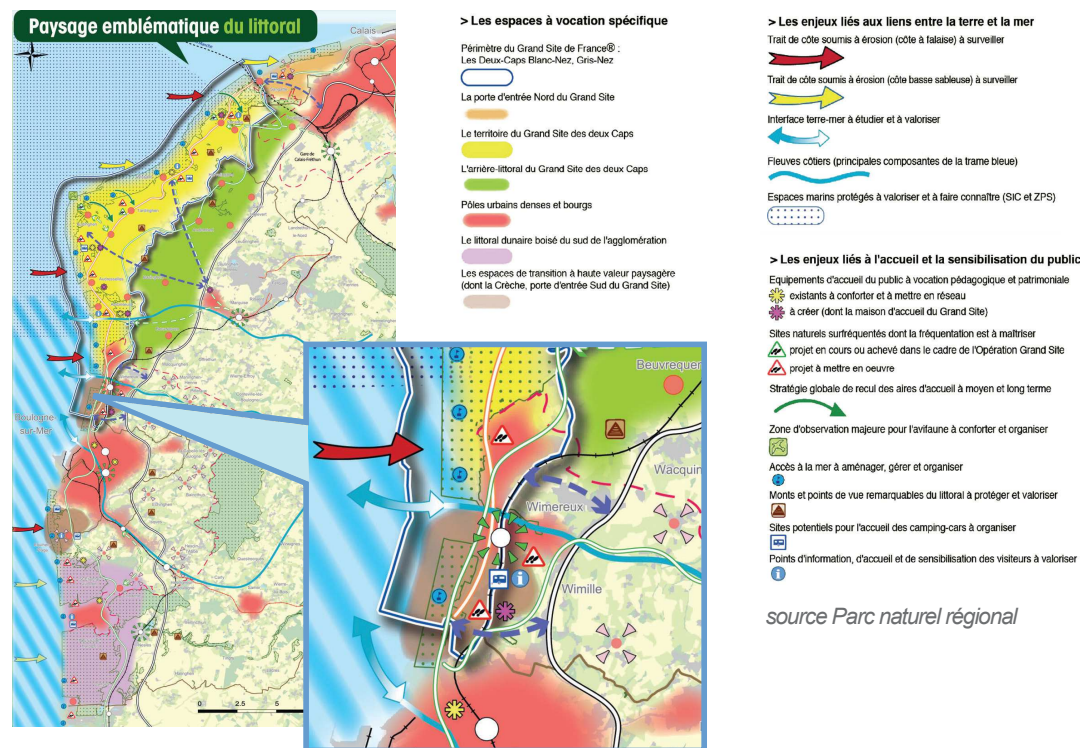 Paysage emblématique du littoral
Calais
Gare de
Calais Fréthun
Boulogne-
sur-Mer
0
2.5
5
Beuvrequen
Wacquin
Wimereux
Wimille
> Les espaces à vocation spécifique
Périmètre du Grand Site de France® :
Les Deux-Caps Blanc-Nez, Gris-Nez
La porte d'entrée Nord du Grand Site
Le territoire du Grand Site des deux Caps
L'arrière-littoral du Grand Site des deux Caps
Pôles urbains denses et bourgs
Le littoral dunaire boisé du sud de l'agglomération
Les espaces de transition à haute valeur paysagère
(dont la Crèche, porte d'entrée Sud du Grand Site)
> Les enjeux liés aux liens entre la terre et la mer
Trait de côte soumis à érosion (côte à falaise) à surveiller
Trait de côte soumis à érosion (côte basse sableuse) à surveiller
Interface terre-mer à étudier et à valoriser
Fleuves côtiers (principales composantes de la trame bleue)
Espaces marins protégés à valoriser et à faire connaître (SIC et ZPS)
> Les enjeux liés à l'accueil et la sensibilisation du public
Equipements d'accueil du public à vocation pédagogique et patrimoniale
existants à conforter et à mettre en réseau
à créer (dont la maison d'accueil du Grand Site)
Sites naturels surfréquentés dont la fréquentation est à maîtriser
projet en cours ou achevé dans le cadre de l'Opération Grand Site
projet à mettre en oeuvre
Stratégie globale de recul des aires d'accueil à moyen et long terme
Zone d'observation majeure pour l'avifaune à conforter et organiser
Accès à la mer à aménager, gérer et organiser
Monts et points de vue remarquables du littoral à protéger et valoriser
Sites potentiels pour l'accueil des camping-cars à organiser
Points d'information, d'accueil et de sensibilisation des visiteurs à valoriser
source Parc naturel régional